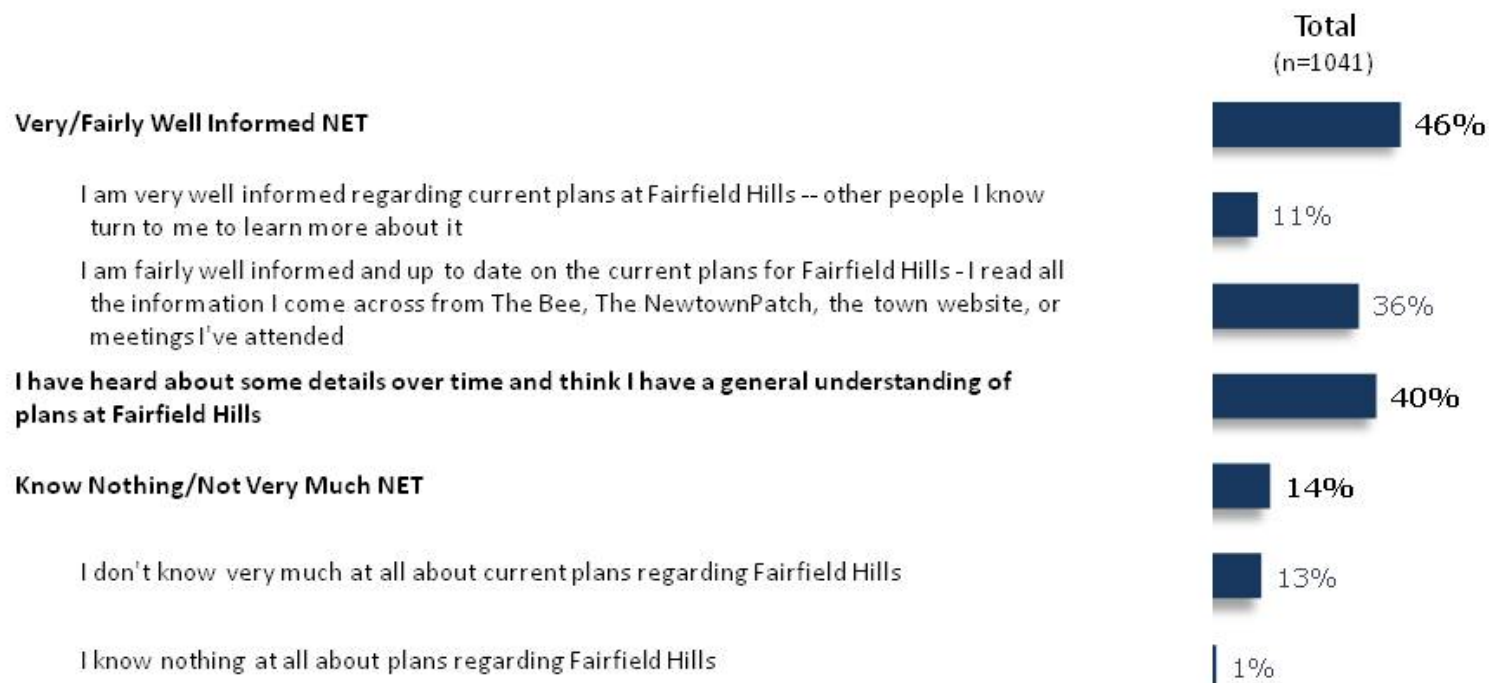 Total
(n=1041)
Very/Fairly Well Informed NET 46%
I am very well informed regarding current plans at Fairfield Hills -- other people I know
turn to me to learn more about it
11%
I am fairly well informed and up to date on the current plans for Fairfield Hills - I read all
the information I come across from The Bee, The NewtownPatch, the town website, or
meetings I've attended
36%
I have heard about some details over time and think I have a general understanding of
plans at Fairfield Hills
40%
Know Nothing/Not Very Much NET 14%
I don't know very much at all about current plans regarding Fairfield Hills 13%
I know nothing at all about plans regarding Fairfield Hills 1%